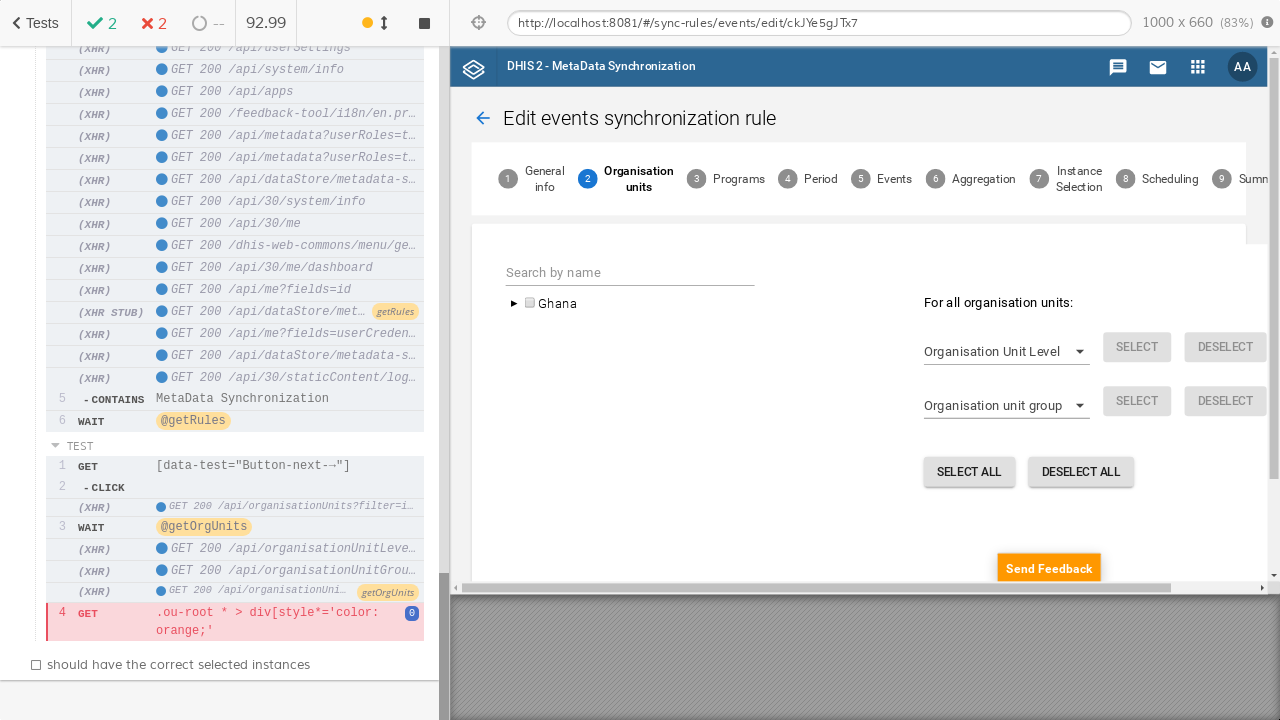 Tests
2
2
--
92.99
http://localhost:8081/#/sync-rules/events/edit/ckJYe5gJTx7
1000 x 660 (83%)
(XHR) GET 200 /api/userSettings
(XHR) GET 200 /api/system/info
(XHR) GET 200 /api/apps
(XHR) GET 200 /feedback-tool/i18n/en.pr…
(XHR) GET 200 /api/metadata?userRoles=t…
(XHR) GET 200 /api/metadata?userRoles=t…
(XHR) GET 200 /api/dataStore/metadata-s…
(XHR) GET 200 /api/30/system/info
(XHR) GET 200 /api/30/me
(XHR) GET 200 /dhis-web-commons/menu/ge…
(XHR) GET 200 /api/30/me/dashboard
(XHR) GET 200 /api/me?fields=id
(XHR STUB) GET 200 /api/dataStore/met… getRules
(XHR) GET 200 /api/me?fields=userCreden…
(XHR) GET 200 /api/dataStore/metadata-s…
(XHR) GET 200 /api/30/staticContent/log…
5 -CONTAINS MetaData Synchronization
6 WAIT @getRules
TEST
1 GET [data-test="Button-next-→"]
2 -CLICK
(XHR) GET 200 /api/organisationUnits?filter=i…
3 WAIT @getOrgUnits
(XHR) GET 200 /api/organisationUnitLeve…
(XHR) GET 200 /api/organisationUnitGrou…
(XHR) GET 200 /api/organisationUni… getOrgUnits
4 GET .ou-root * > div[style*='color: 0
orange;'
should have the correct selected instances
DHIS 2 - MetaData Synchronization
AA
Edit events synchronization rule
1 General info
2 Organisation units
3 Programs
4 Period
5 Events
6 Aggregation
7 Instance Selection
8 Scheduling
9 Summ
Search by name
Ghana
For all organisation units:
Organisation Unit Level SELECT DESELECT
Organisation unit group SELECT DESELECT
SELECT ALL DESELECT ALL
Send Feedback